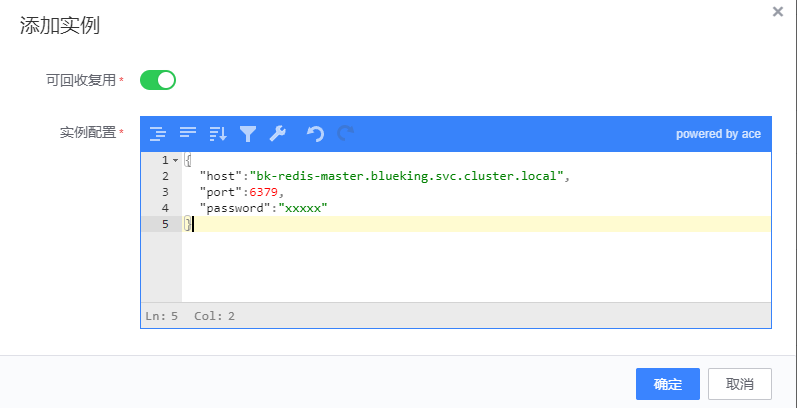 添加实例
可回收复用*
实例配置*
powered by ace
1 {
2 "host":"bk-redis-master.blueking.svc.cluster.local",
3 "port":6379,
4 "password":"xxxxx"
5 }
Ln: 5 Col: 2
确定 取消